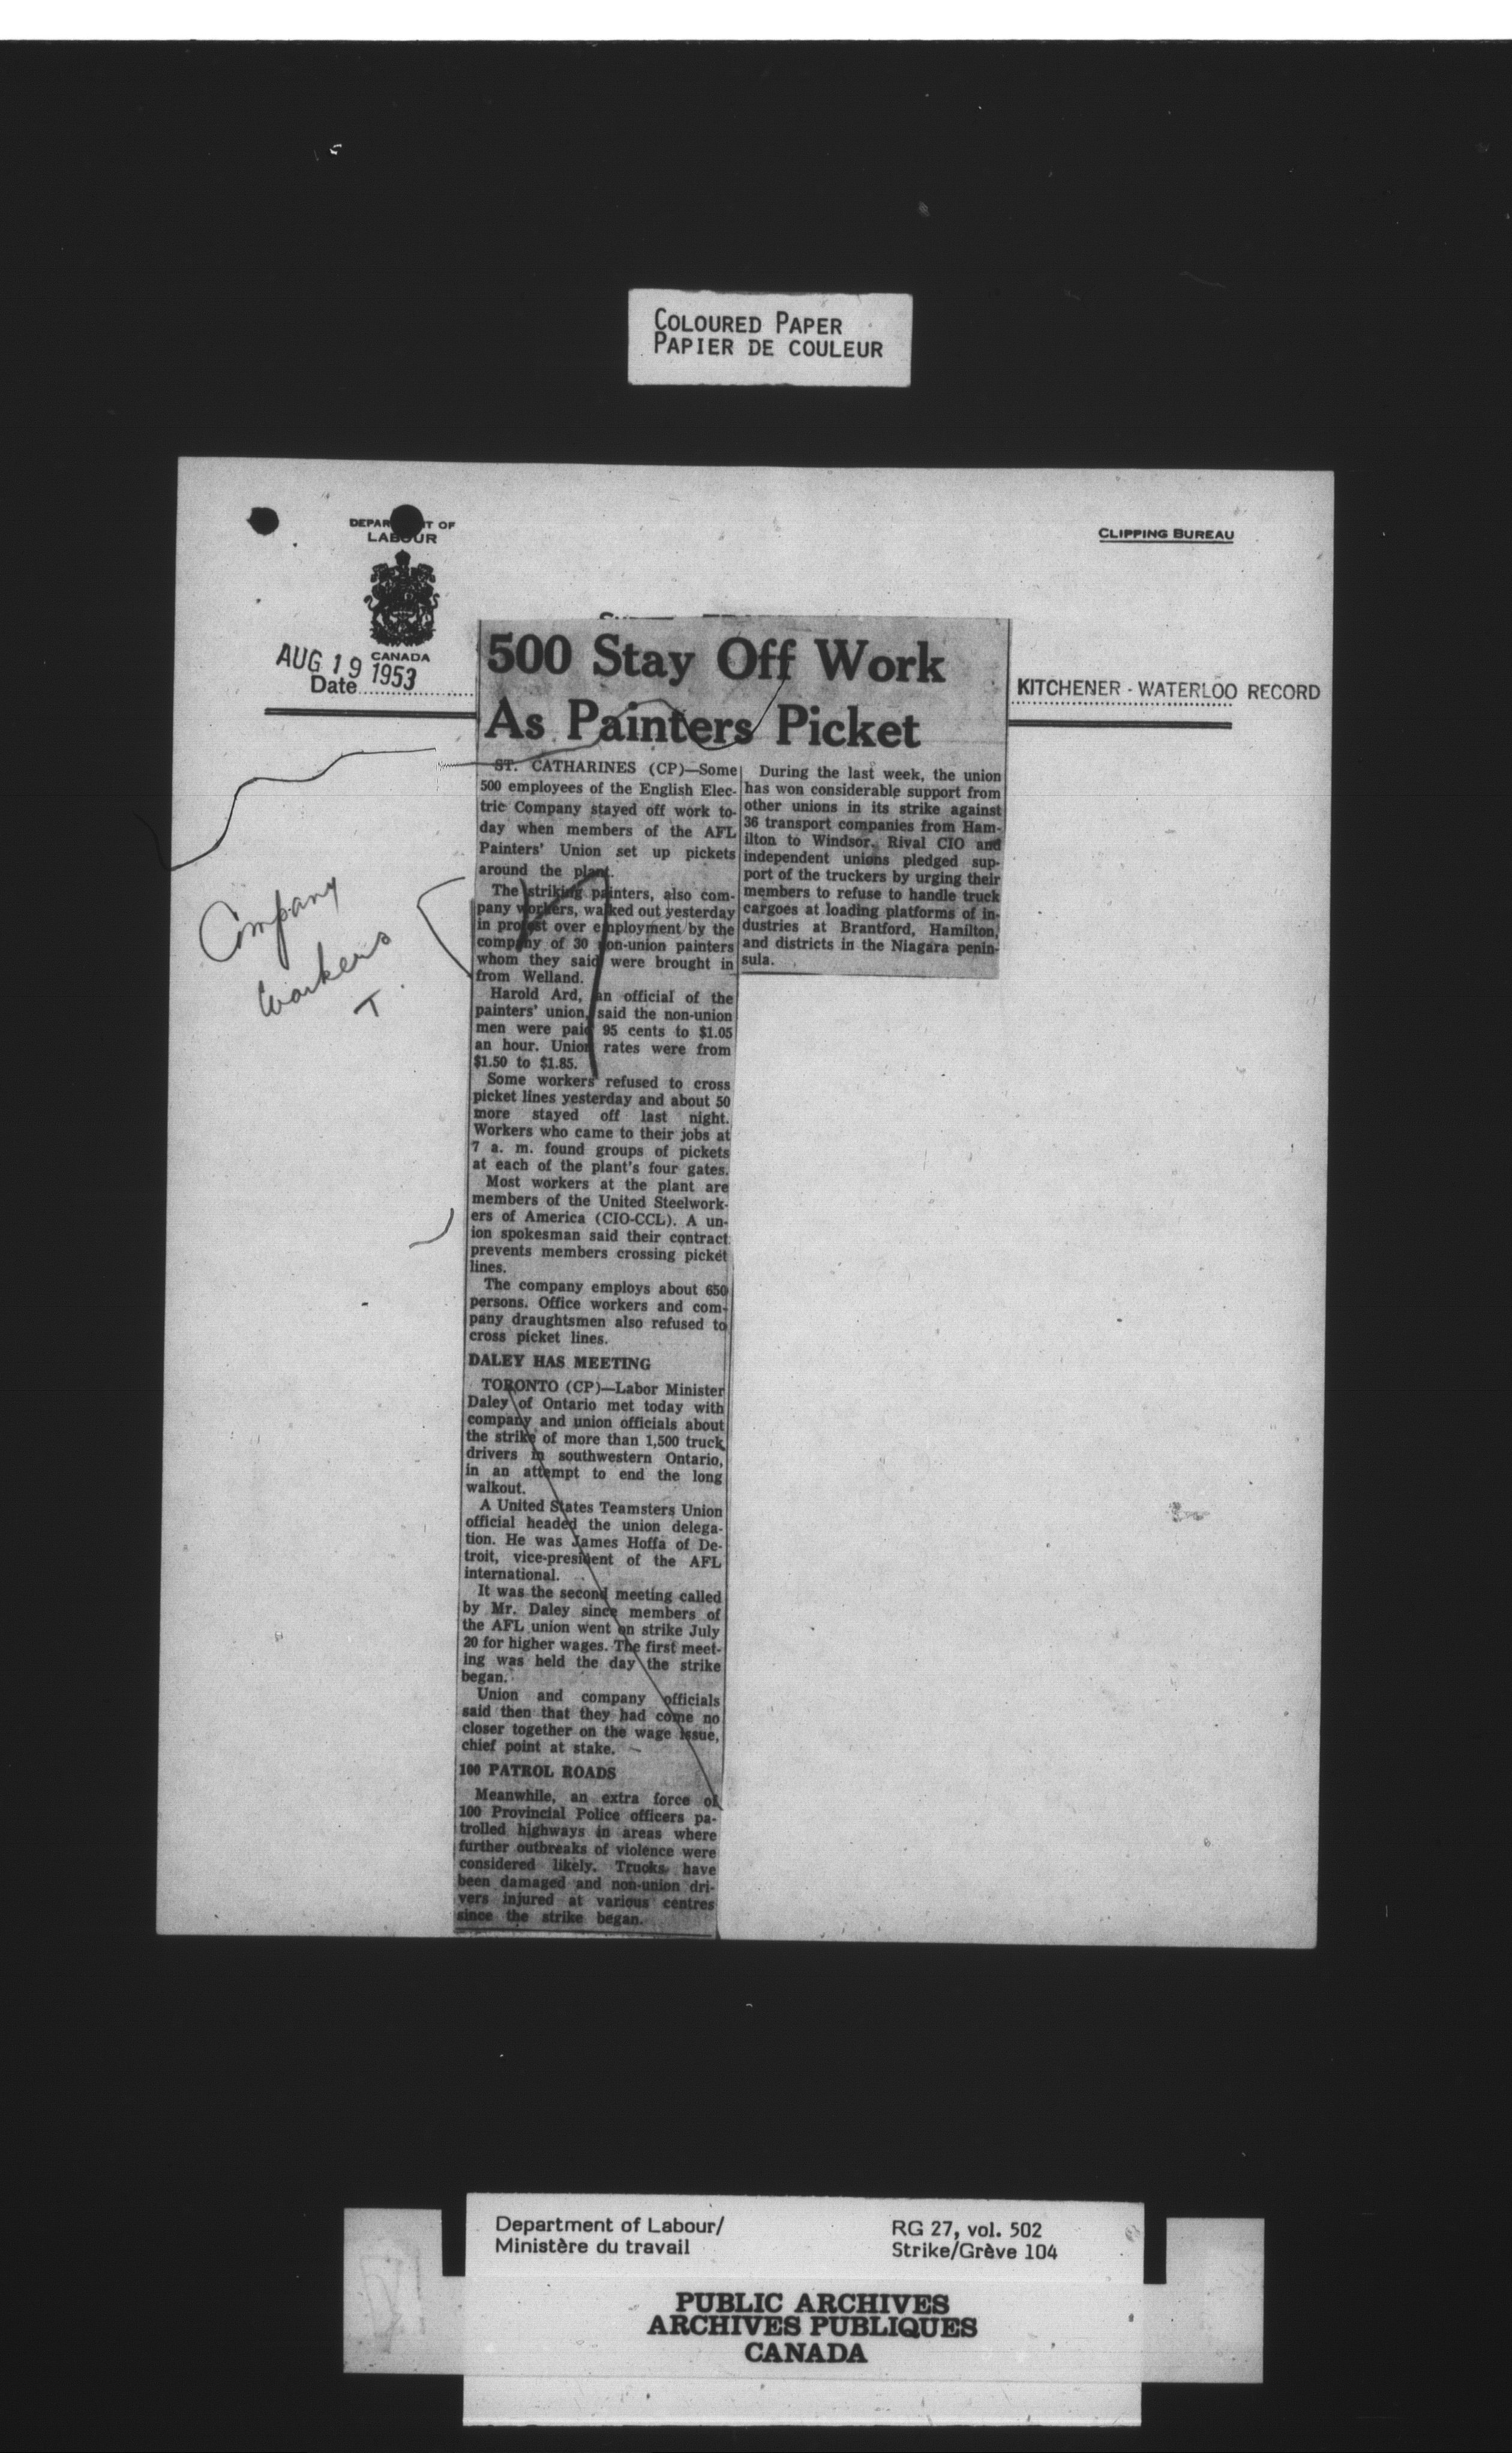 COLOURED PAPER
PAPIER DE COULEUR
DEPAR T OF
LABOUR
CANADA
CLIPPING BUREAU
AUG 19 1953
Date
KITCHENER - WATERLOO RECORD
Company
Workers
T.
500 Stay Off Work
As Painters Picket
ST. CATHARINES (CP)—Some
500 employees of the English Elec-
tric Company stayed off work to-
day when members of the AFL
Painters' Union set up pickets
around the plant.
The striking painters, also com-
pany workers, walked out yesterday
in protest over employment by the
company of 30 non-union painters
whom they said were brought in
from Welland.
Harold Ard, an official of the
painters' union, said the non-union
men were paid 95 cents to $1.05
an hour. Union rates were from
$1.50 to $1.85.
Some workers refused to cross
picket lines yesterday and about 50
more stayed off last night.
Workers who came to their jobs at
7 a. m. found groups of pickets
at each of the plant's four gates.
Most workers at the plant are
members of the United Steelwork-
ers of America (CIO-CCL). A un-
ion spokesman said their contract
prevents members crossing picket
lines.
The company employs about 650
persons. Office workers and com-
pany draughtsmen also refused to
cross picket lines.
DALEY HAS MEETING
TORONTO (CP)—Labor Minister
Daley of Ontario met today with
company and union officials about
the strike of more than 1,500 truck
drivers in southwestern Ontario,
in an attempt to end the long
walkout.
A United States Teamsters Union
official headed the union delega-
tion. He was James Hoffa of De-
troit, vice-president of the AFL
international.
It was the second meeting called
by Mr. Daley since members of
the AFL union went on strike July
20 for higher wages. The first meet-
ing was held the day the strike
began.
Union and company officials
said then that they had come no
closer together on the wage issue,
chief point at stake.
100 PATROL ROADS
Meanwhile, an extra force of
100 Provincial Police officers pa-
trolled highways in areas where
further outbreaks of violence were
considered likely. Trucks have
been damaged and non-union dri-
vers injured at various centres
since the strike began.
During the last week, the union
has won considerable support from
other unions in its strike against
36 transport companies from Ham-
ilton to Windsor. Rival CIO and
independent unions pledged sup-
port of the truckers by urging their
members to refuse to handle truck
cargoes at loading platforms of in-
dustries at Brantford, Hamilton,
and districts in the Niagara penin-
sula.
Department of Labour/
Ministère du travail
RG 27, vol. 502
Strike/Grève 104
PUBLIC ARCHIVES
ARCHIVES PUBLIQUES
CANADA